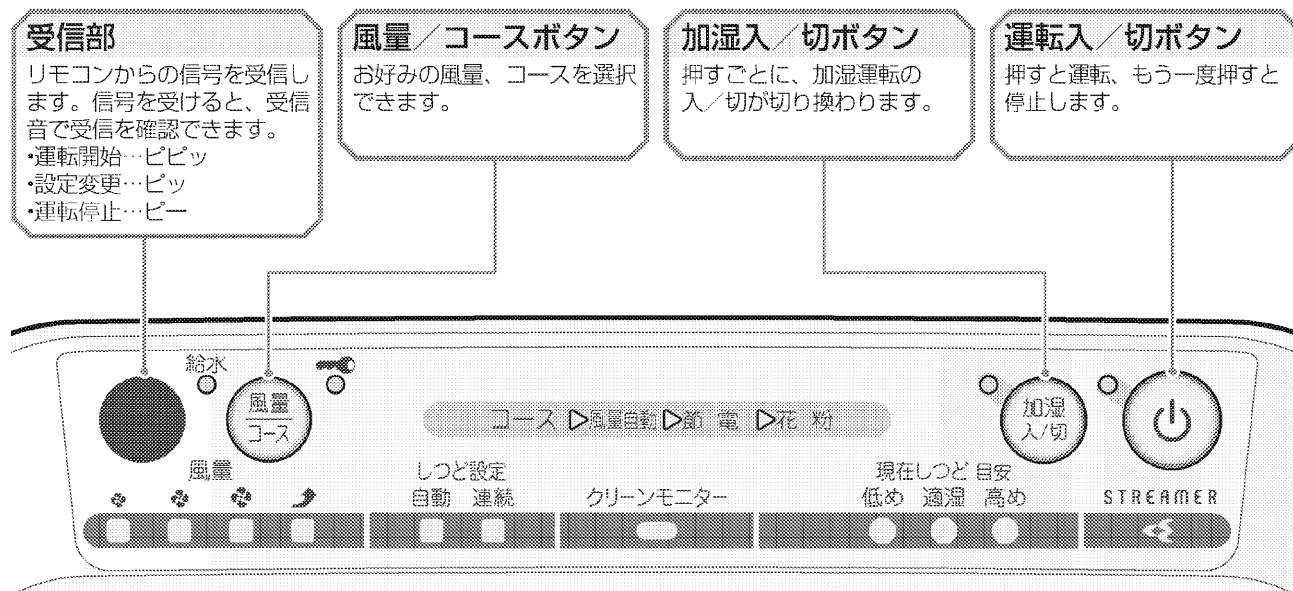 受信部
リモコンからの信号を受信し
ます。信号を受けると、受信
音で受信を確認できます。
•運転開始…ピピッ
•設定変更…ピッ
•運転停止…ピー
風量／コースボタン
お好みの風量、コースを選択
できます。
加湿入／切ボタン
押すごとに、加湿運転の
入／切が切り換わります。
運転入／切ボタン
押すと運転、もう一度押すと
停止します。
給水
風量
コース
コース ▷風量自動 ▷節 電 ▷花 粉
加湿
入/切
風量
しつど設定
自動 連続
クリーンモニター
現在しつど 目安
低め 適湿 高め
STREAMER